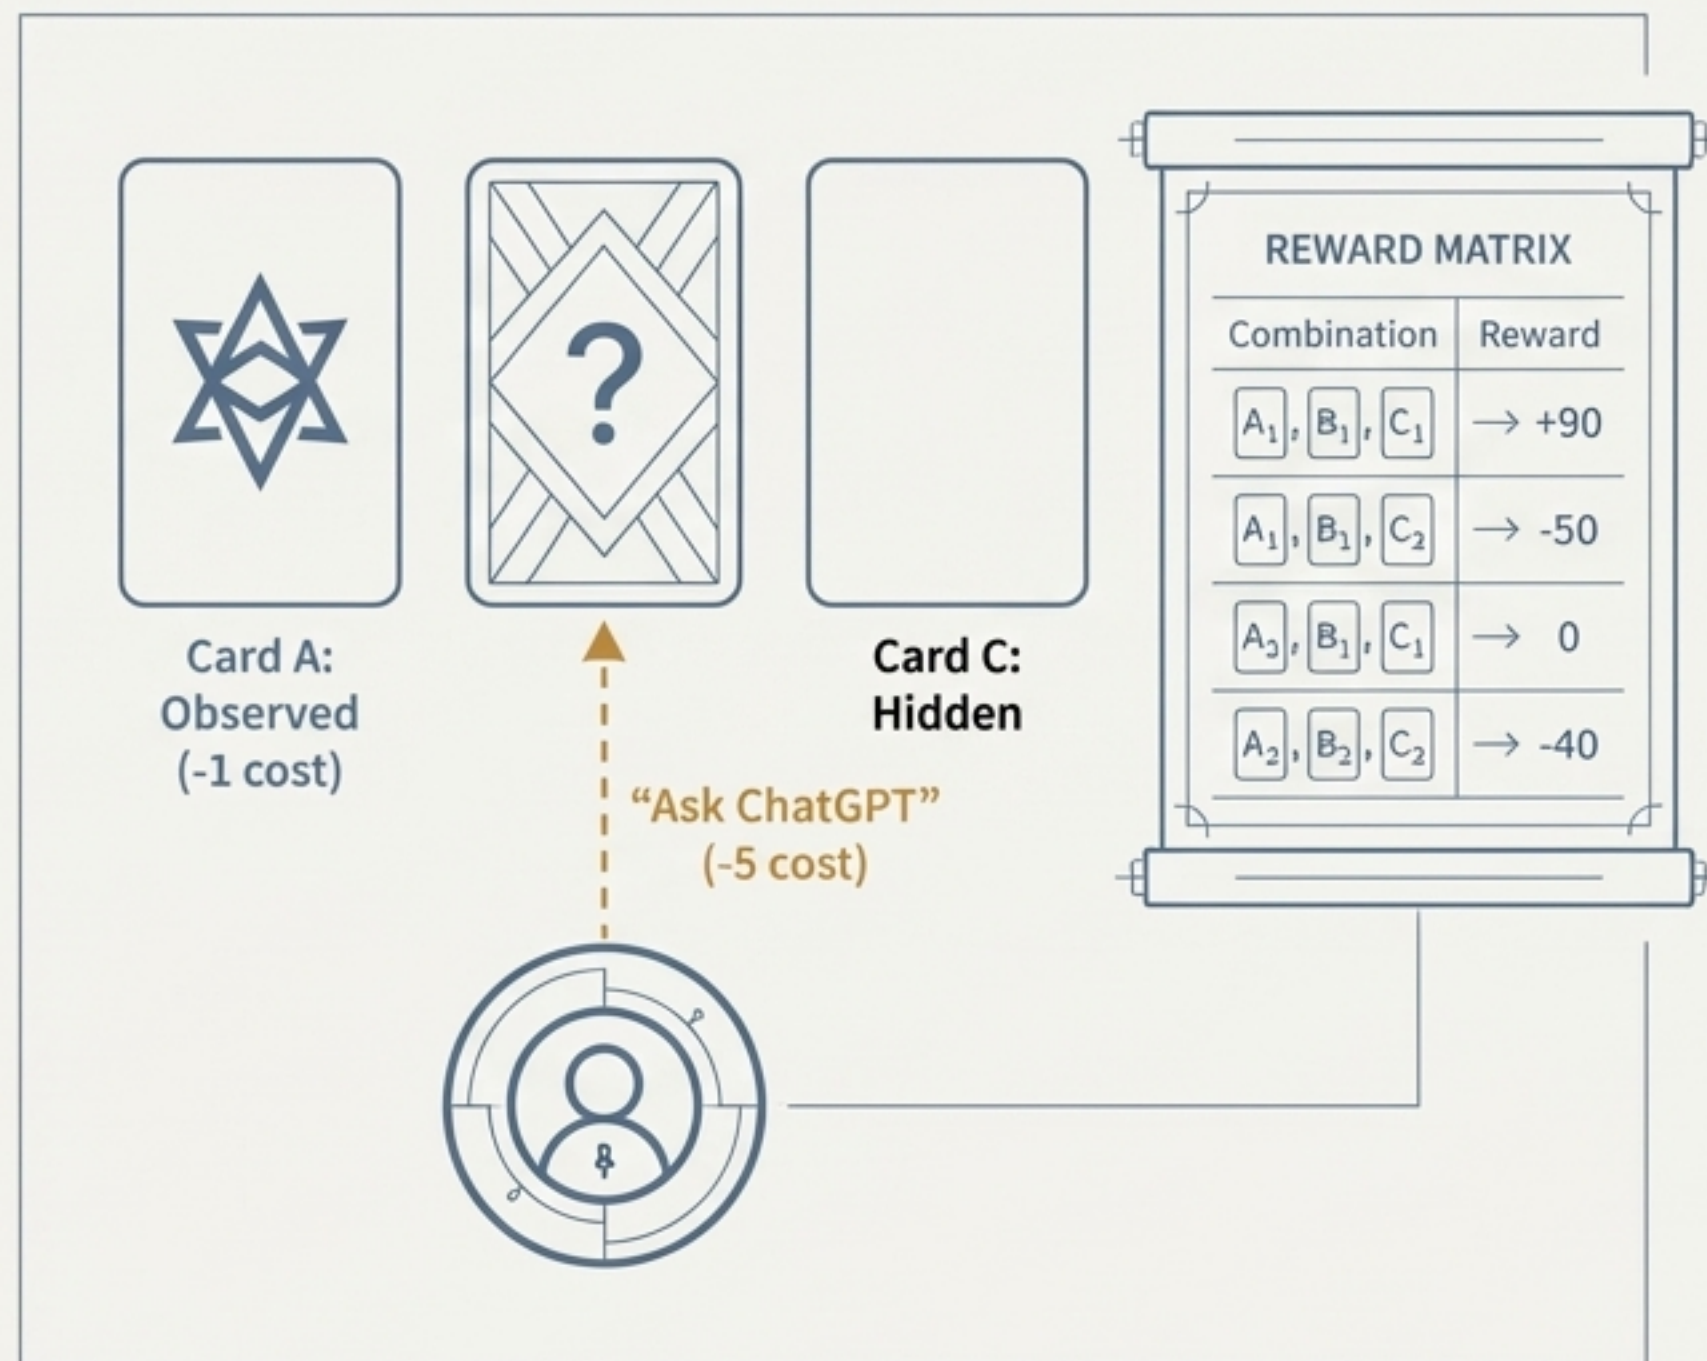 ?
Card A:
Observed
(-1 cost)
Card C:
Hidden
“Ask ChatGPT”
(-5 cost)
REWARD MATRIX
Combination Reward
A₁, B₁, C₁ → +90
A₁, B₁, C₂ → -50
B₁, C₁ → 0
A₂, B₂, C₂ → -40